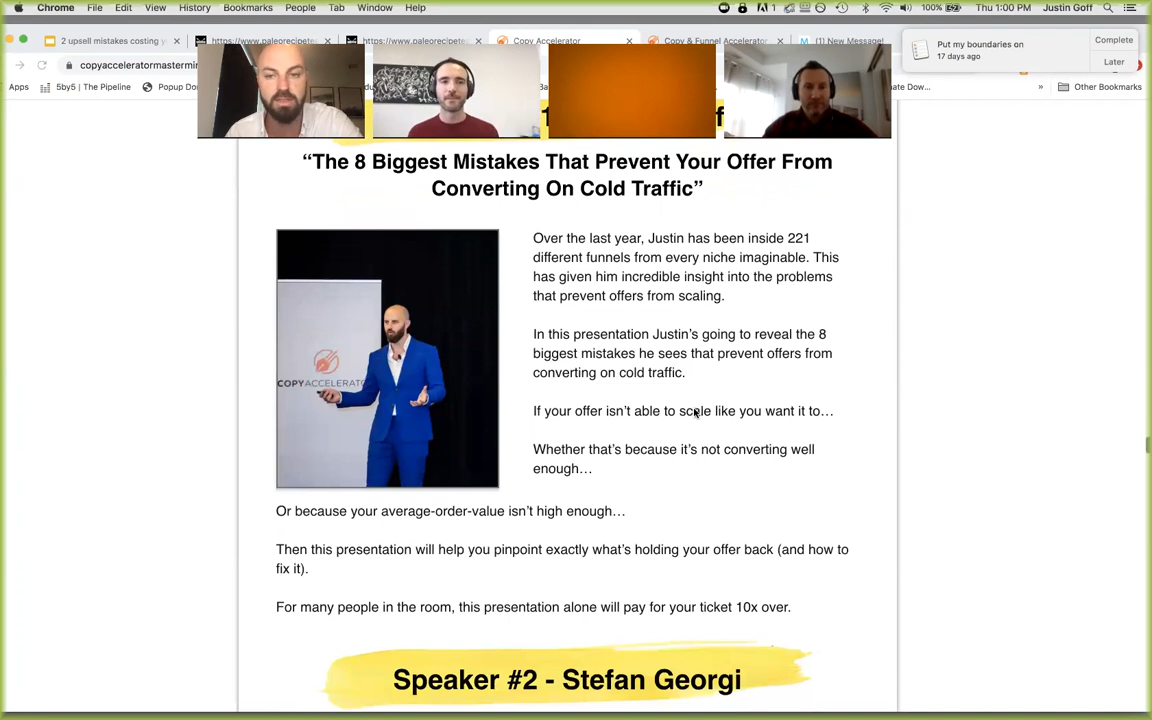 Chrome File Edit View History Bookmarks People Tab Window Help 1 100% Thu 1:00 PM Justin Goff
2 upsell mistakes costing y × https://www.paleorecipete × https://www.paleorecipete × Copy Accelerator × Copy & Funnel Accelerator × (1) New Message!
Put my boundaries on
17 days ago
Complete
Later
copyacceleratormastermin
Apps 5by5 | The Pipeline Popup Do ate Dow... » Other Bookmarks
“The 8 Biggest Mistakes That Prevent Your Offer From
Converting On Cold Traffic”
COPYACCELERATO
Over the last year, Justin has been inside 221
different funnels from every niche imaginable. This
has given him incredible insight into the problems
that prevent offers from scaling.
In this presentation Justin’s going to reveal the 8
biggest mistakes he sees that prevent offers from
converting on cold traffic.
If your offer isn’t able to scale like you want it to…
Whether that’s because it’s not converting well
enough…
Or because your average-order-value isn’t high enough…
Then this presentation will help you pinpoint exactly what’s holding your offer back (and how to
fix it).
For many people in the room, this presentation alone will pay for your ticket 10x over.
Speaker #2 - Stefan Georgi